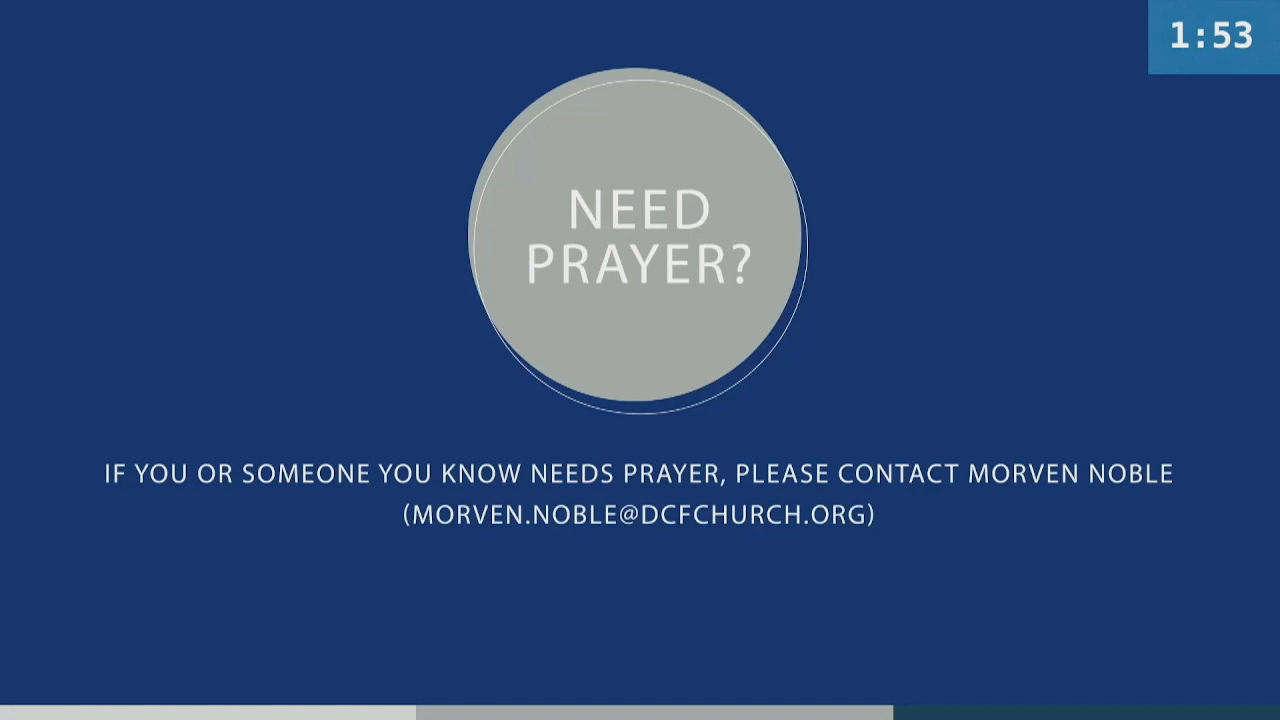 1:53
NEED
PRAYER?
IF YOU OR SOMEONE YOU KNOW NEEDS PRAYER, PLEASE CONTACT MORVEN NOBLE
(MORVEN.NOBLE@DCFCHURCH.ORG)